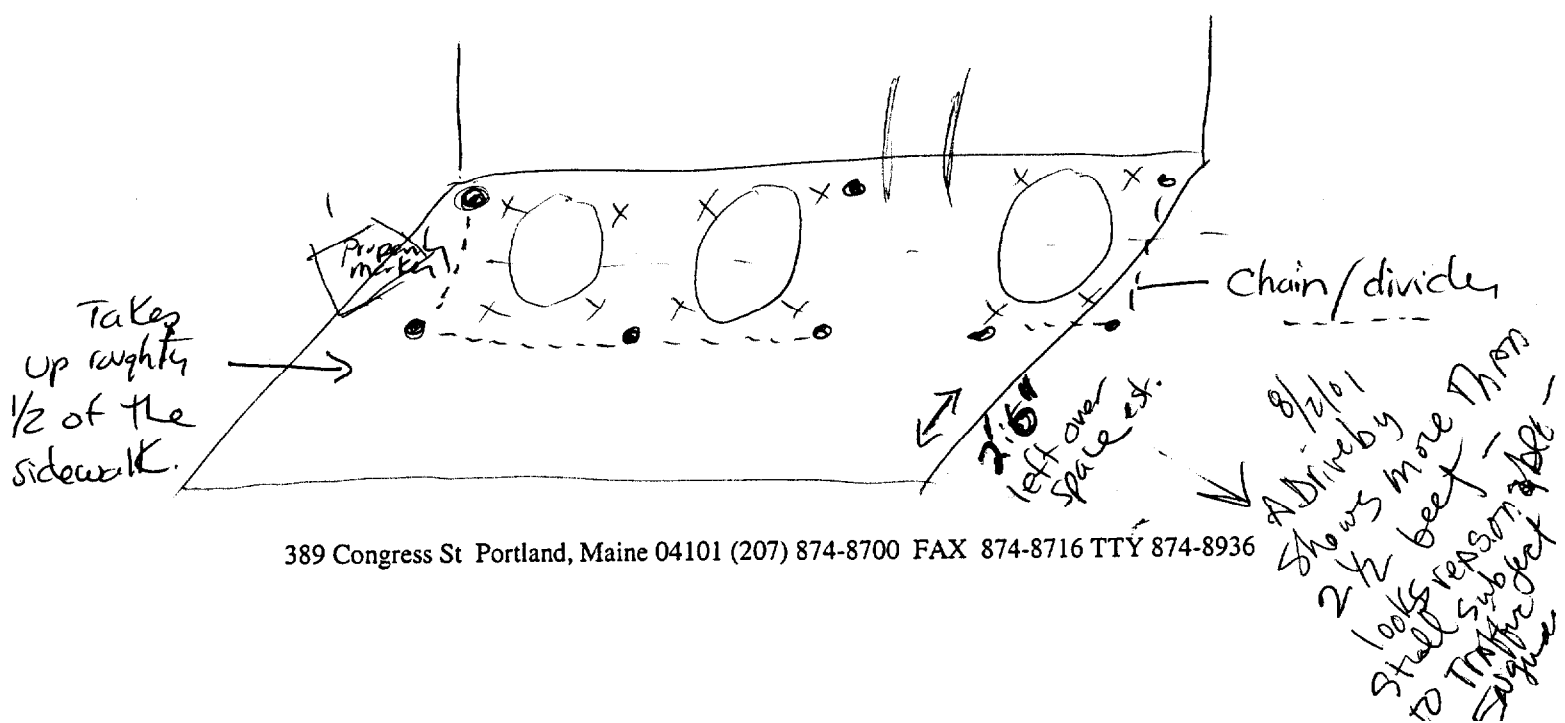 Property
marker
Takes
up roughly
1/2 of the
sidewalk.
Chain/divider
2'.6"
left over
space est.
8/2/01
A Drive by
Shows more Than
2 1/2 feet –
looks reasonable –
Still subject
TO Traffic
389 Congress St Portland, Maine 04101 (207) 874-8700 FAX 874-8716 TTY 874-8936